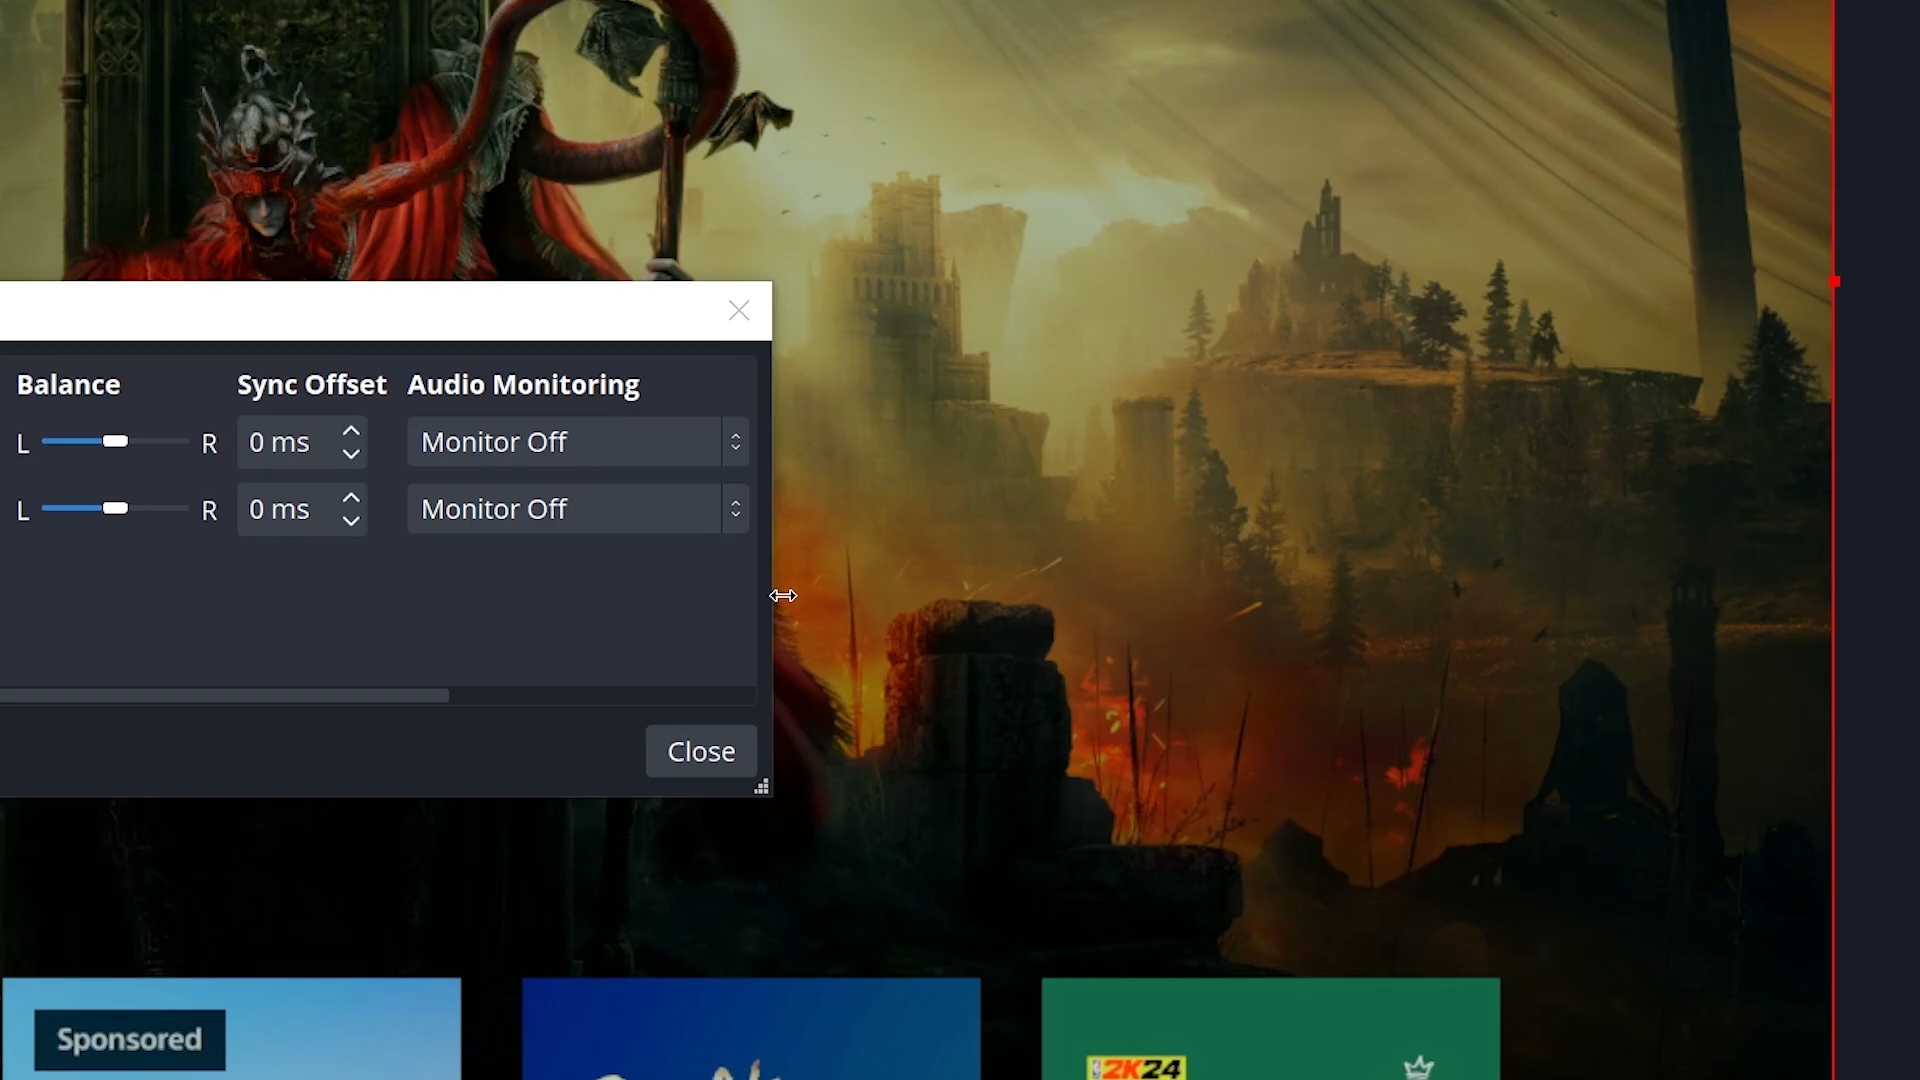 Balance Sync Offset Audio Monitoring
L R 0 ms Monitor Off
L R 0 ms Monitor Off
Close
Sponsored
2K24